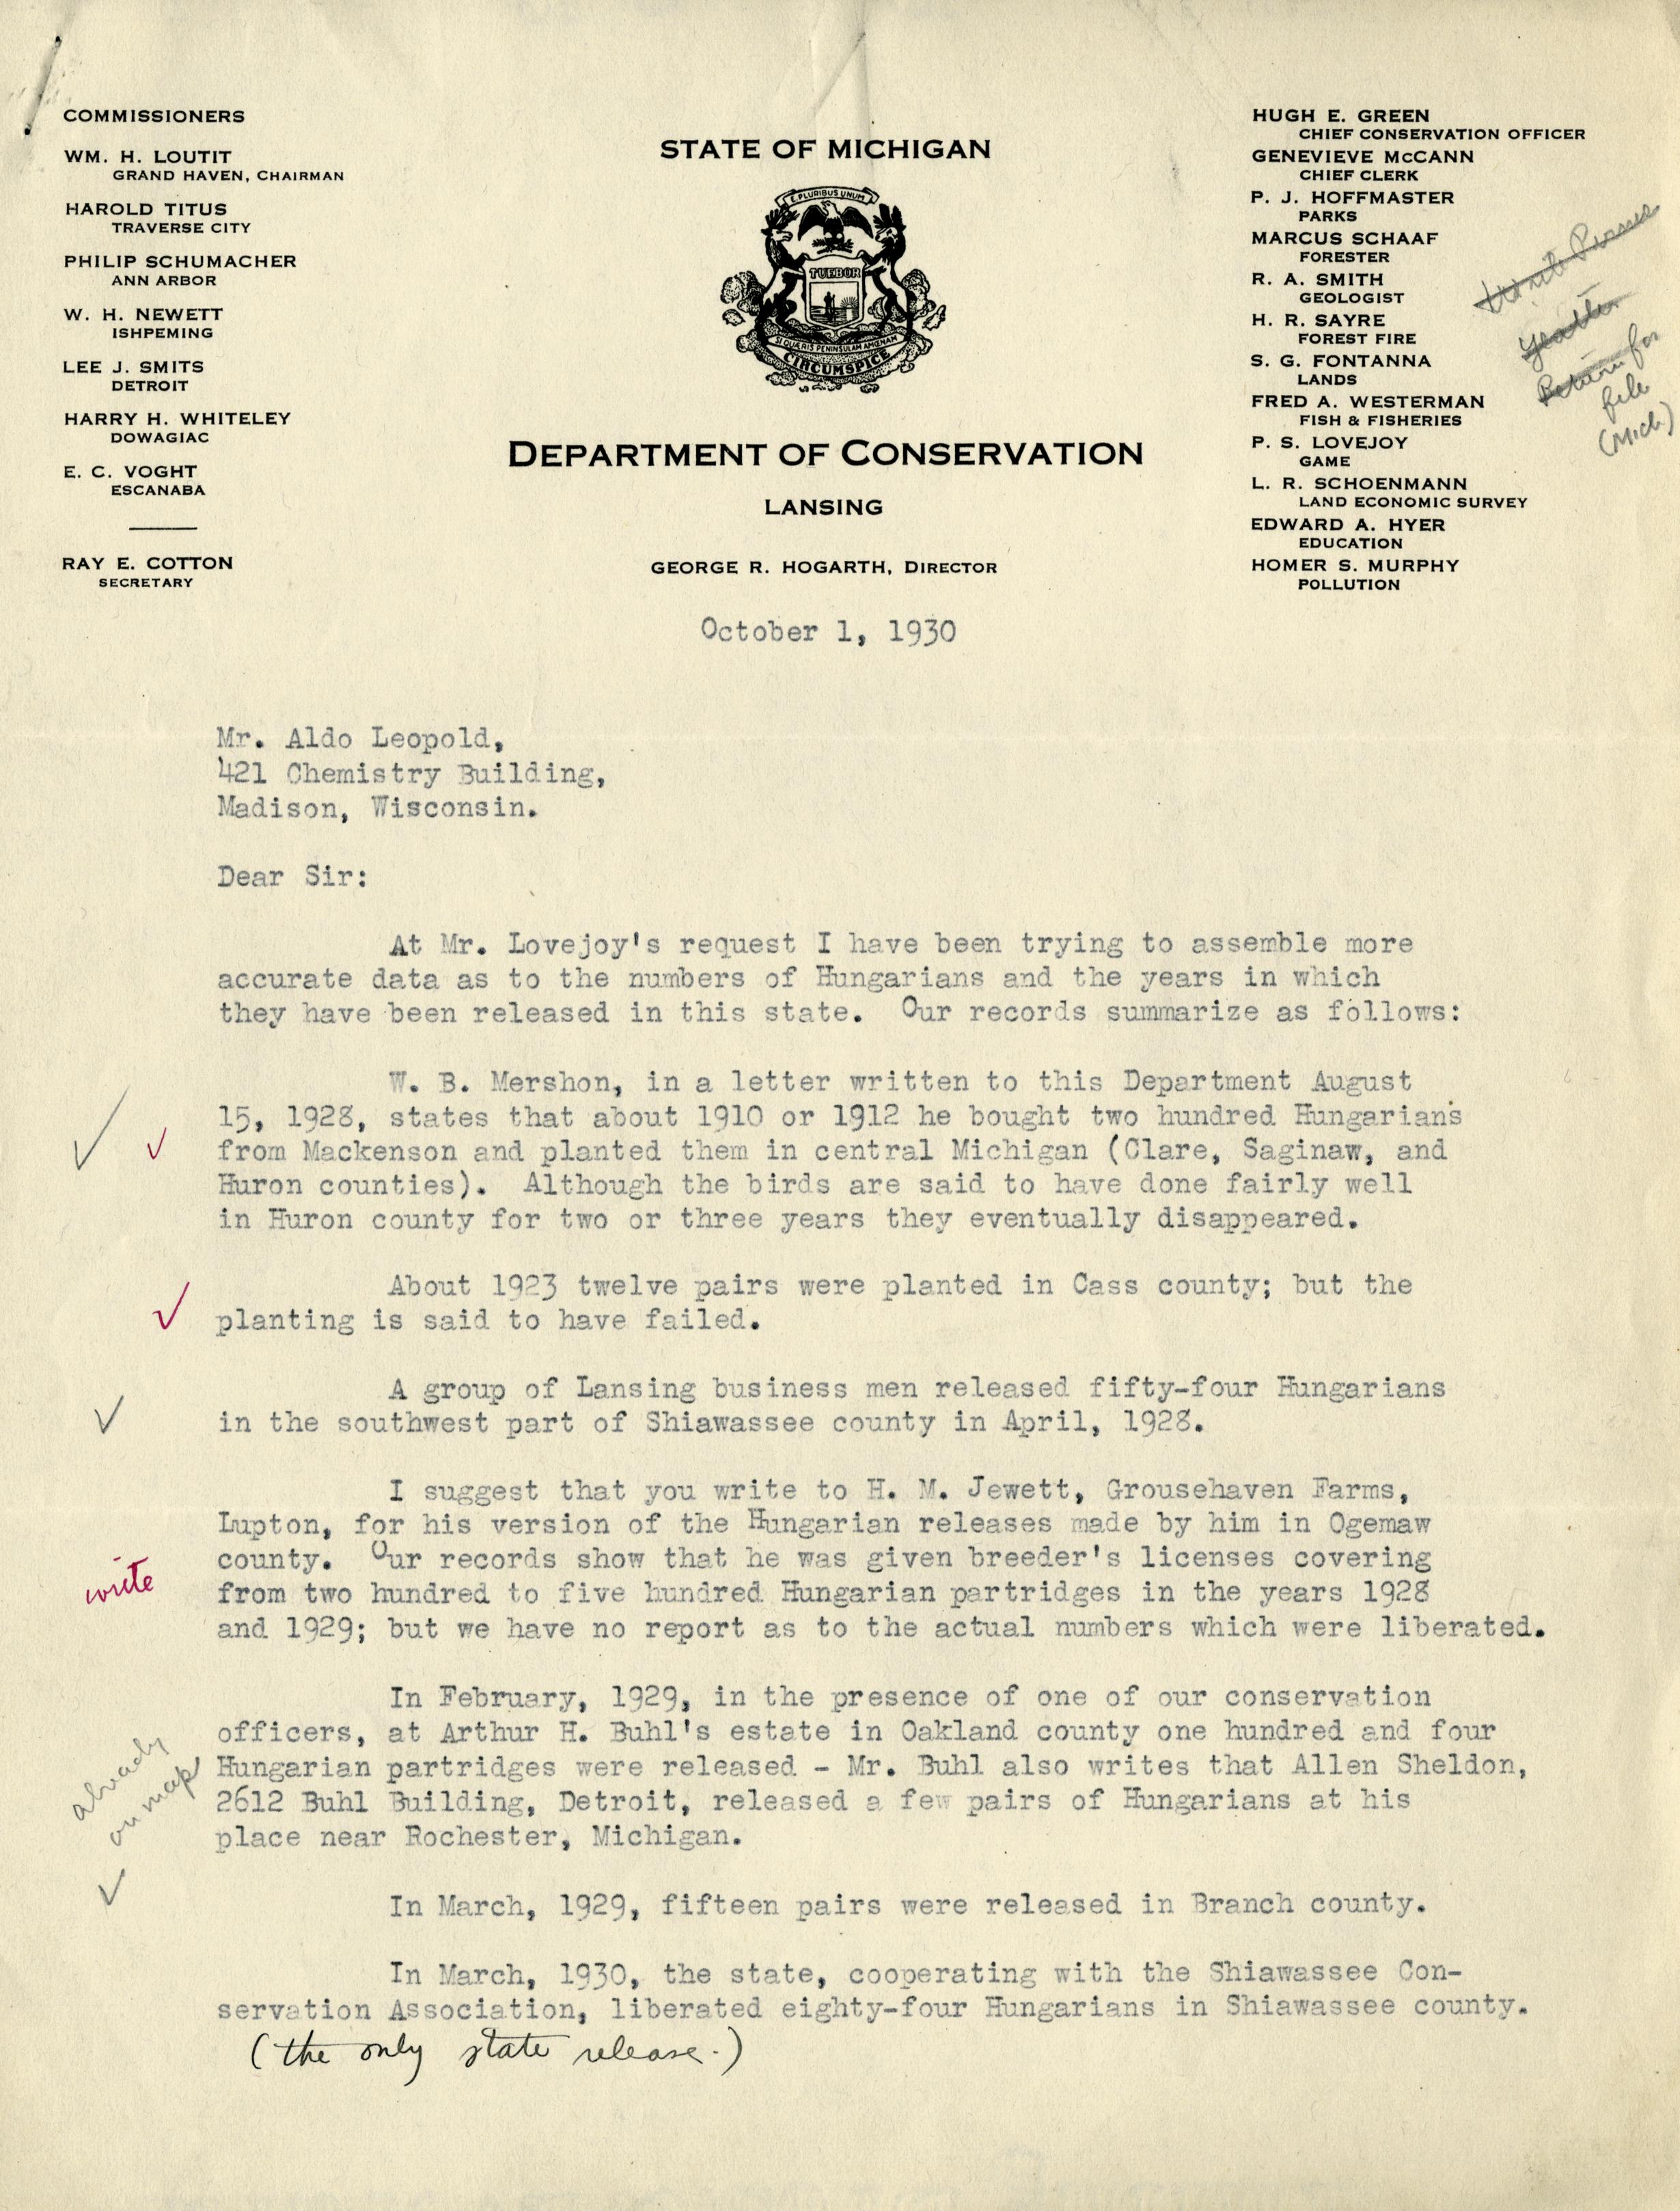 COMMISSIONERS
WM. H. LOUTIT
GRAND HAVEN, CHAIRMAN
HAROLD TITUS
TRAVERSE CITY
PHILIP SCHUMACHER
ANN ARBOR
W. H. NEWETT
ISHPEMING
LEE J. SMITS
DETROIT
HARRY H. WHITELEY
DOWAGIAC
E. C. VOGHT
ESCANABA
RAY E. COTTON
SECRETARY
STATE OF MICHIGAN
E PLURIBUS UNUM
TUEBOR
SI QUÆRIS PENINSULAM AMŒNAM
CIRCUMSPICE
DEPARTMENT OF CONSERVATION
LANSING
GEORGE R. HOGARTH, DIRECTOR
HUGH E. GREEN
CHIEF CONSERVATION OFFICER
GENEVIEVE McCANN
CHIEF CLERK
P. J. HOFFMASTER
PARKS
MARCUS SCHAAF
FORESTER
R. A. SMITH
GEOLOGIST
H. R. SAYRE
FOREST FIRE
S. G. FONTANNA
LANDS
FRED A. WESTERMAN
FISH & FISHERIES
P. S. LOVEJOY
GAME
L. R. SCHOENMANN
LAND ECONOMIC SURVEY
EDWARD A. HYER
EDUCATION
HOMER S. MURPHY
POLLUTION
Return for
file
(Mich)
October 1, 1930
Mr. Aldo Leopold,
421 Chemistry Building,
Madison, Wisconsin.
Dear Sir:
At Mr. Lovejoy's request I have been trying to assemble more
accurate data as to the numbers of Hungarians and the years in which
they have been released in this state. Our records summarize as follows:
W. B. Mershon, in a letter written to this Department August
15, 1928, states that about 1910 or 1912 he bought two hundred Hungarians
from Mackenson and planted them in central Michigan (Clare, Saginaw, and
Huron counties). Although the birds are said to have done fairly well
in Huron county for two or three years they eventually disappeared.
About 1923 twelve pairs were planted in Cass county; but the
planting is said to have failed.
A group of Lansing business men released fifty-four Hungarians
in the southwest part of Shiawassee county in April, 1928.
I suggest that you write to H. M. Jewett, Grousehaven Farms,
Lupton, for his version of the Hungarian releases made by him in Ogemaw
county. Our records show that he was given breeder's licenses covering
write
from two hundred to five hundred Hungarian partridges in the years 1928
and 1929; but we have no report as to the actual numbers which were liberated.
In February, 1929, in the presence of one of our conservation
officers, at Arthur H. Buhl's estate in Oakland county one hundred and four
Hungarian partridges were released - Mr. Buhl also writes that Allen Sheldon,
2612 Buhl Building, Detroit, released a few pairs of Hungarians at his
place near Rochester, Michigan.
already
on map
In March, 1929, fifteen pairs were released in Branch county.
In March, 1930, the state, cooperating with the Shiawassee Con-
servation Association, liberated eighty-four Hungarians in Shiawassee county.
(the only state release.)